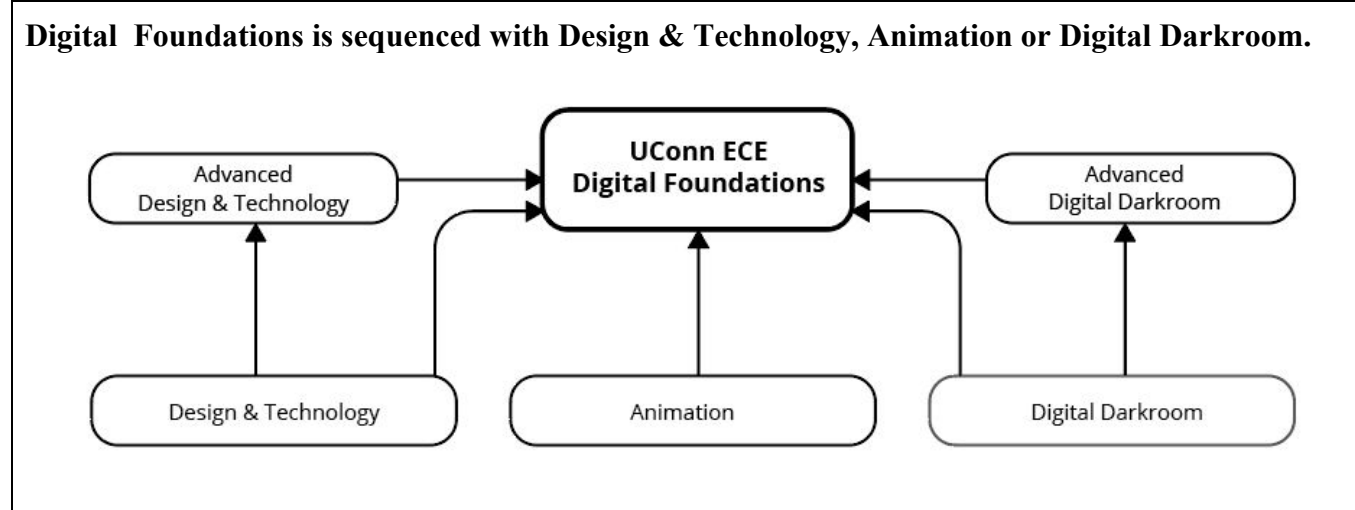 Digital  Foundations is sequenced with Design & Technology, Animation or Digital Darkroom.
UConn ECE
Digital Foundations
Advanced
Design & Technology
Advanced
Digital Darkroom
Design & Technology
Animation
Digital Darkroom